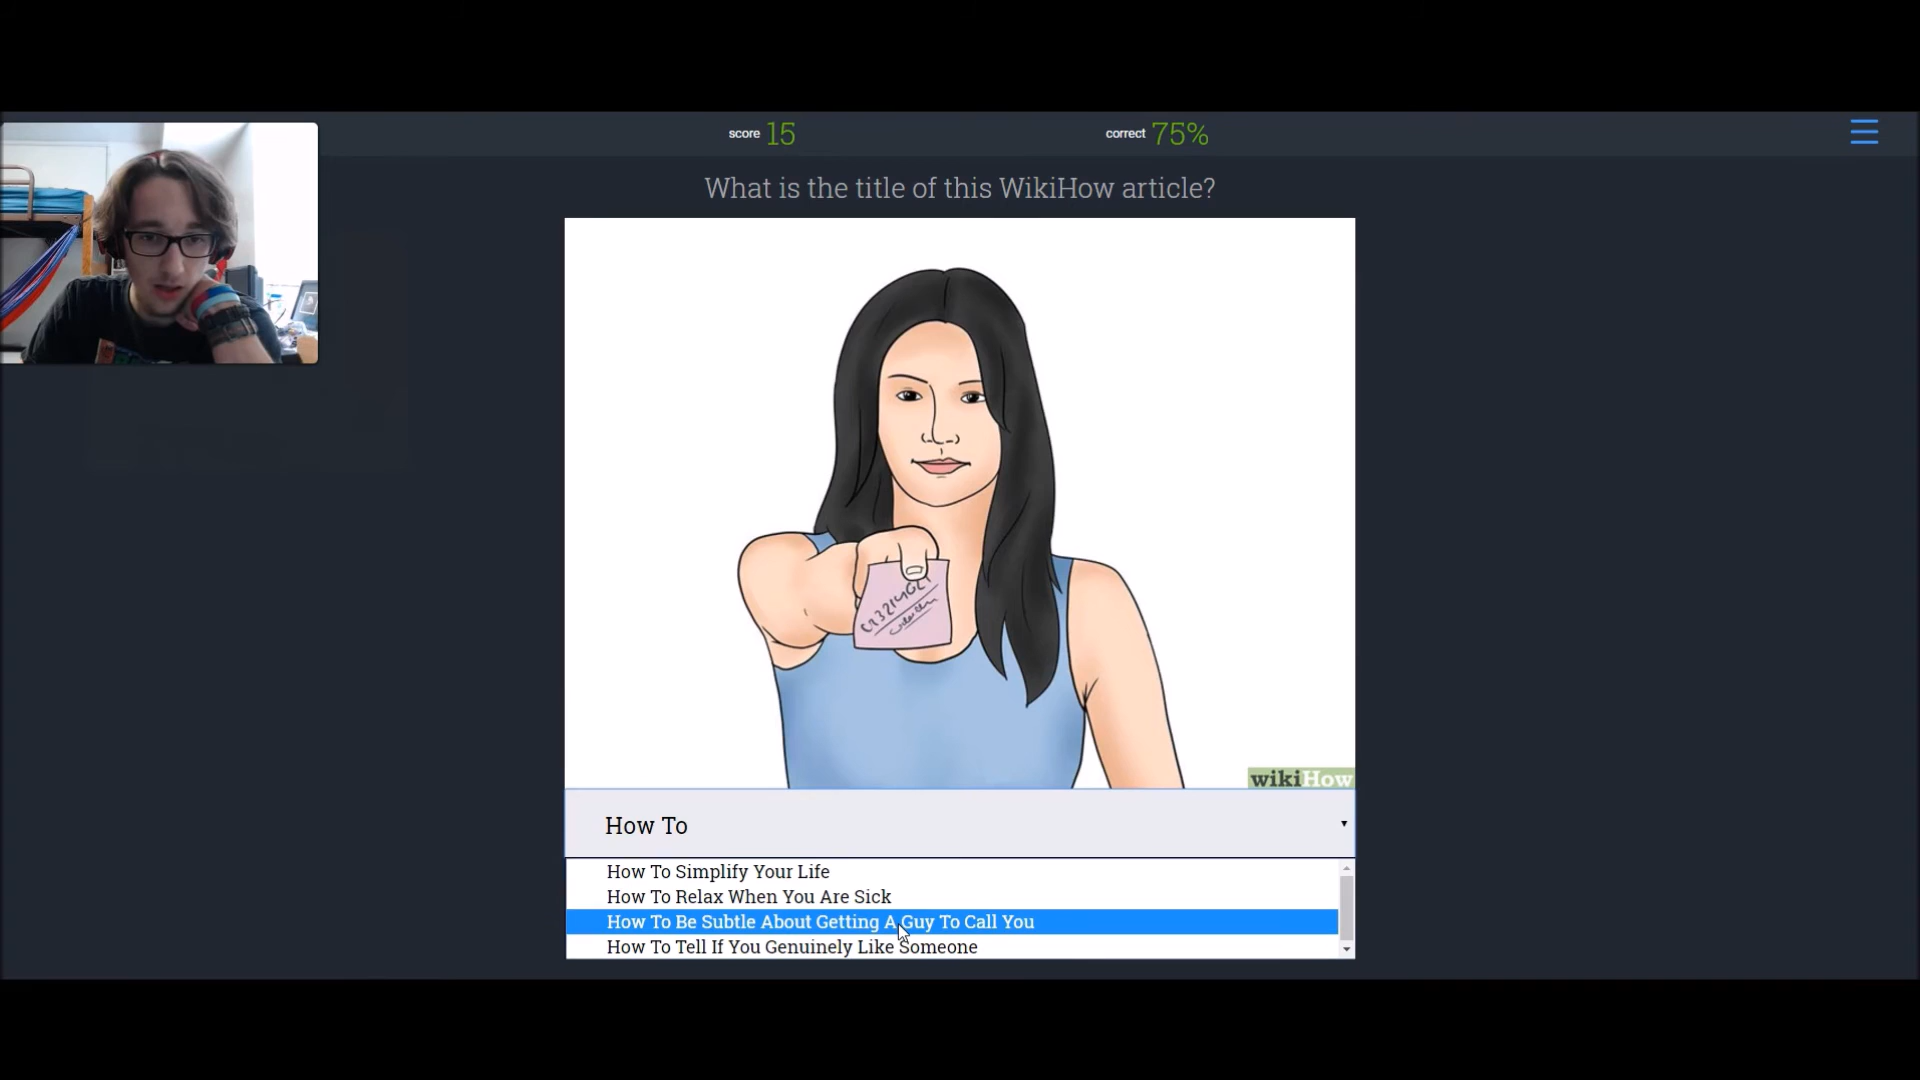 score 15
correct 75%
What is the title of this WikiHow article?
wikiHow
How To
How To Simplify Your Life
How To Relax When You Are Sick
How To Be Subtle About Getting A Guy To Call You
How To Tell If You Genuinely Like Someone